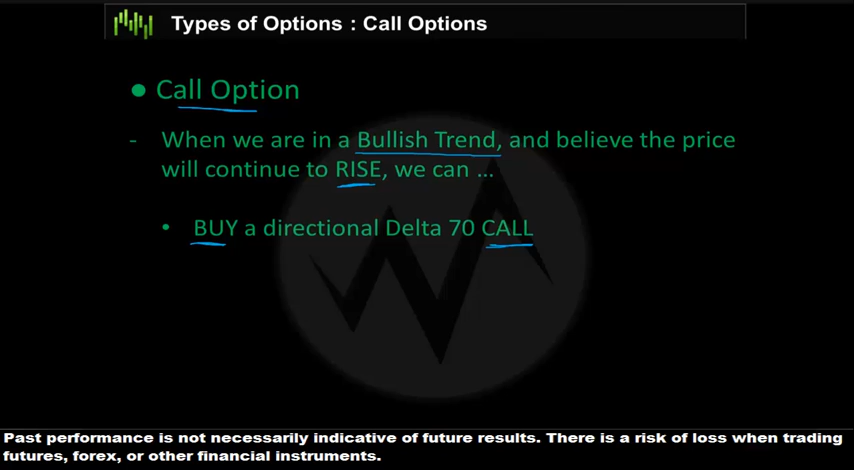 Types of Options : Call Options
● Call Option
- When we are in a Bullish Trend, and believe the price
will continue to RISE, we can ...
• BUY a directional Delta 70 CALL
Past performance is not necessarily indicative of future results. There is a risk of loss when trading
futures, forex, or other financial instruments.